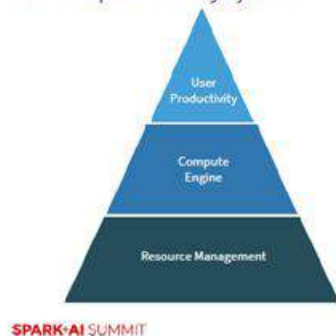 User
Productivity
Compute
Engine
Resource Management
SPARK+AI SUMMIT